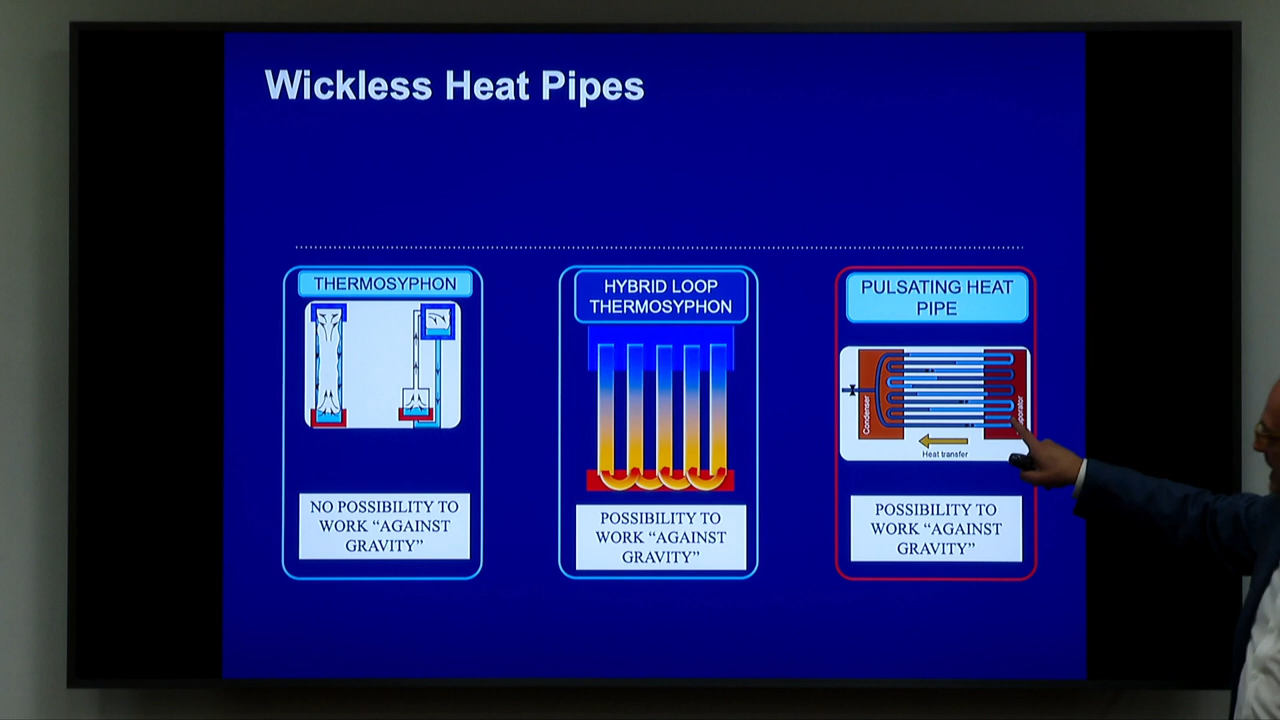 Wickless Heat Pipes
THERMOSYPHON
NO POSSIBILITY TO
WORK “AGAINST
GRAVITY”
HYBRID LOOP
THERMOSYPHON
POSSIBILITY TO
WORK “AGAINST
GRAVITY”
PULSATING HEAT
PIPE
Condenser
Heat transfer
POSSIBILITY TO
WORK “AGAINST
GRAVITY”